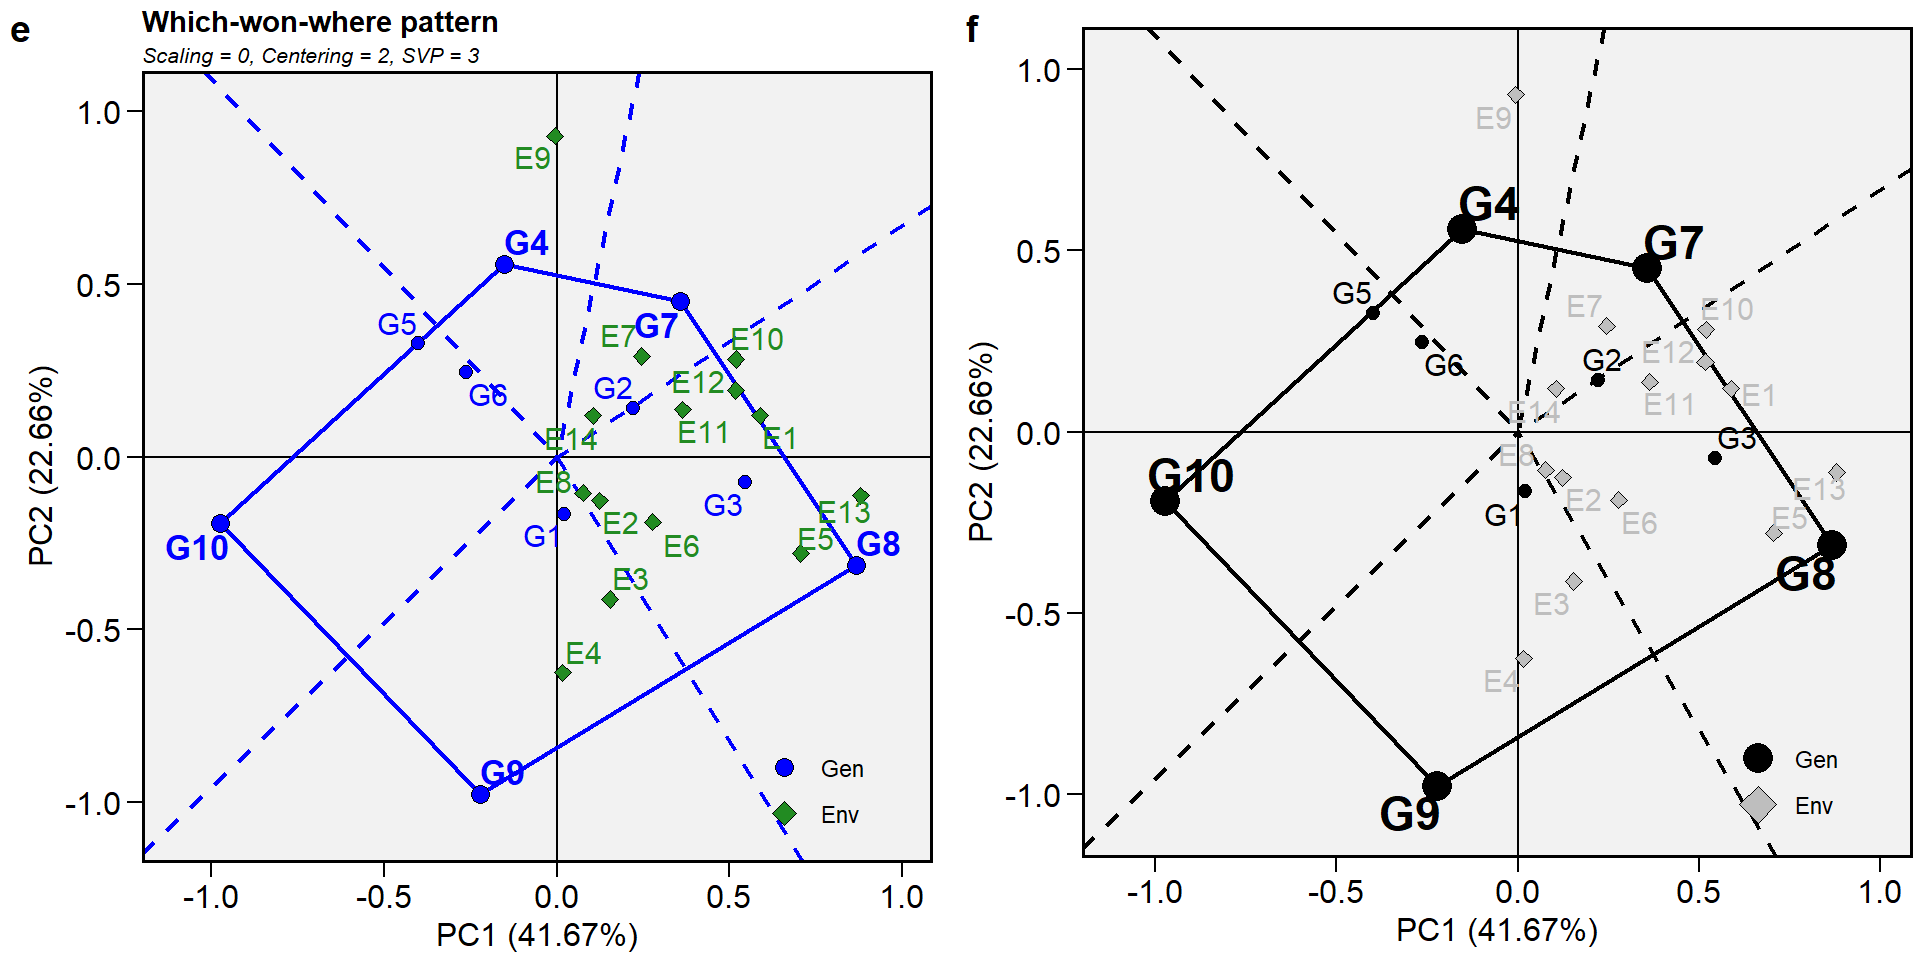 e
Which-won-where pattern
Scaling = 0, Centering = 2, SVP = 3
1.0
0.5
0.0
-0.5
-1.0
PC2 (22.66%)
E9
G4
G5
G7
E7
E10
G6
G2
E12
E11
E1
E14
E8
G3
E13
E2
G1
E6
E5
G8
G10
E3
E4
G9
Gen
Env
-1.0
-0.5
0.0
0.5
1.0
PC1 (41.67%)
f
1.0
0.5
0.0
-0.5
-1.0
PC2 (22.66%)
E9
G4
G7
G5
E7
E10
G6
G2
E12
E11
E1
E14
G3
E8
G10
E13
E2
G1
E6
E5
G8
E3
E4
G9
Gen
Env
-1.0
-0.5
0.0
0.5
1.0
PC1 (41.67%)